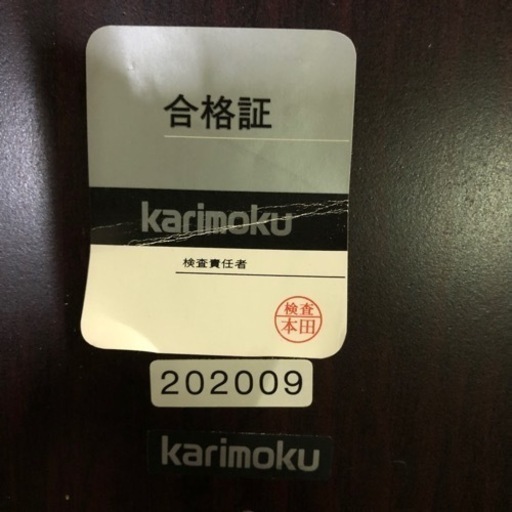 合格証
karimoku
検査責任者
検査
本田
202009
karimoku